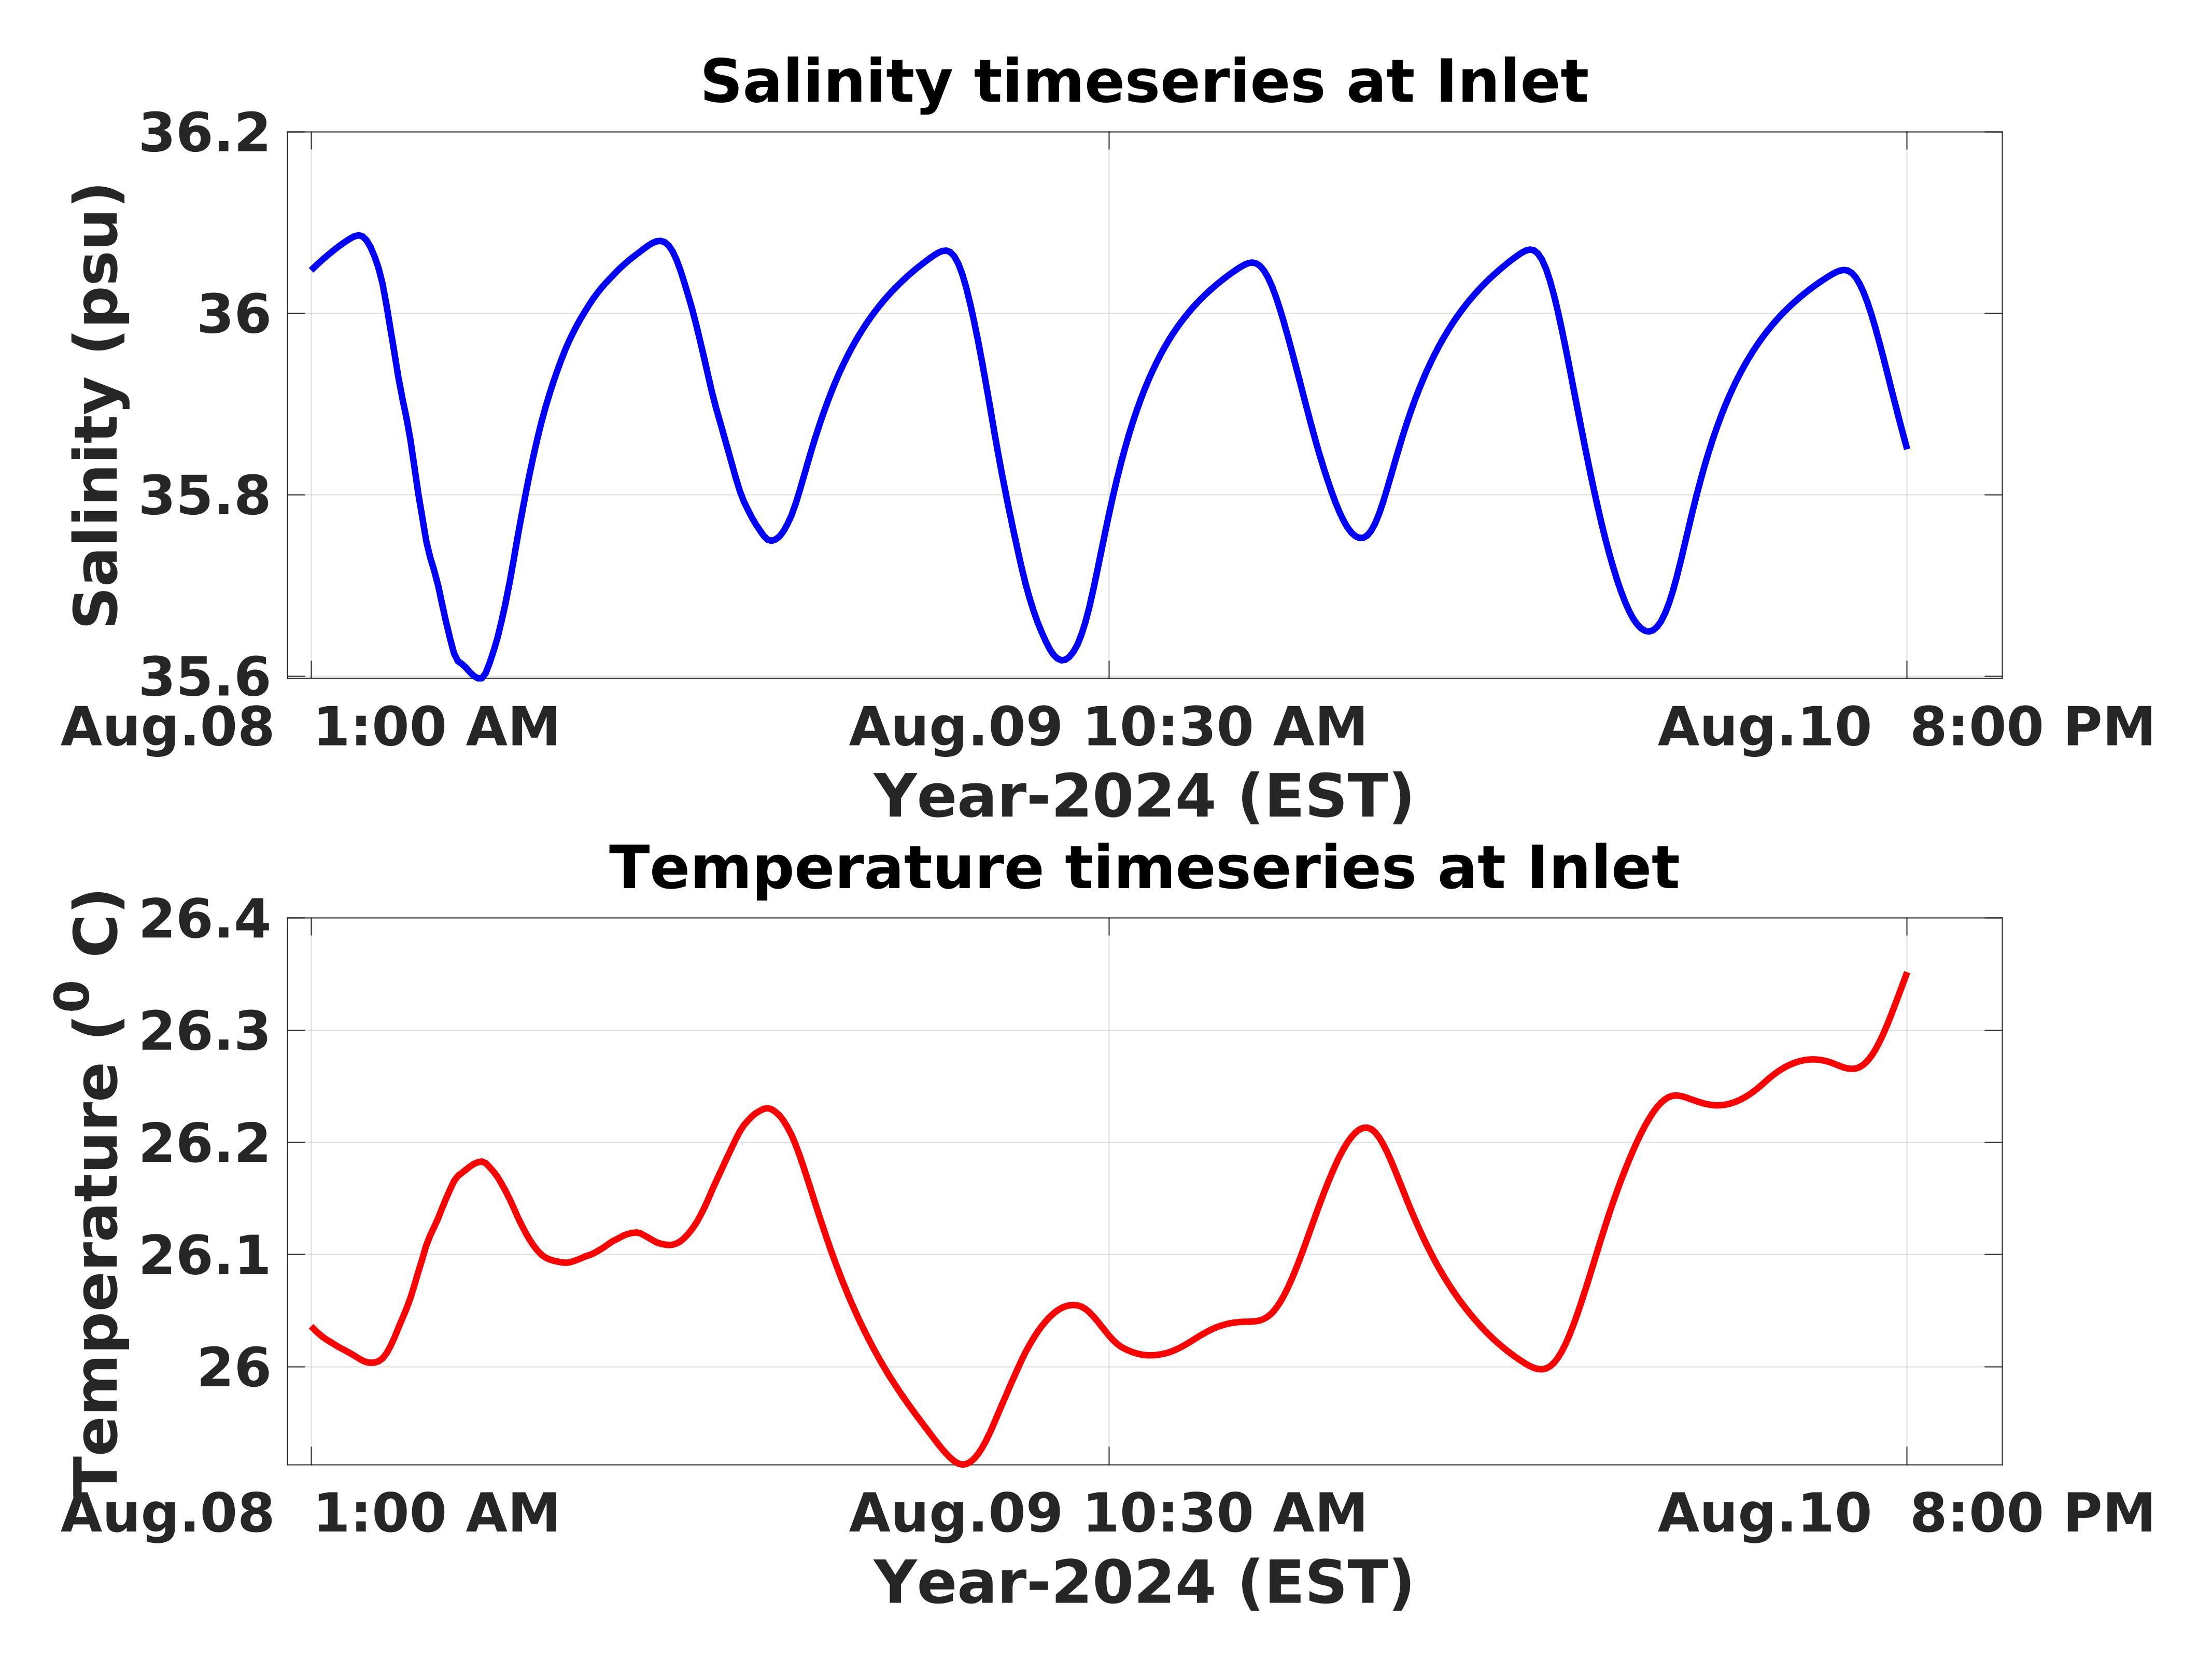 Salinity timeseries at Inlet
Salinity (psu)
36.2
36
35.8
35.6
Aug.08  1:00 AM
Aug.09 10:30 AM
Aug.10  8:00 PM
Year-2024 (EST)
Temperature timeseries at Inlet
Temperature (⁰ C)
26.4
26.3
26.2
26.1
26
Aug.08  1:00 AM
Aug.09 10:30 AM
Aug.10  8:00 PM
Year-2024 (EST)